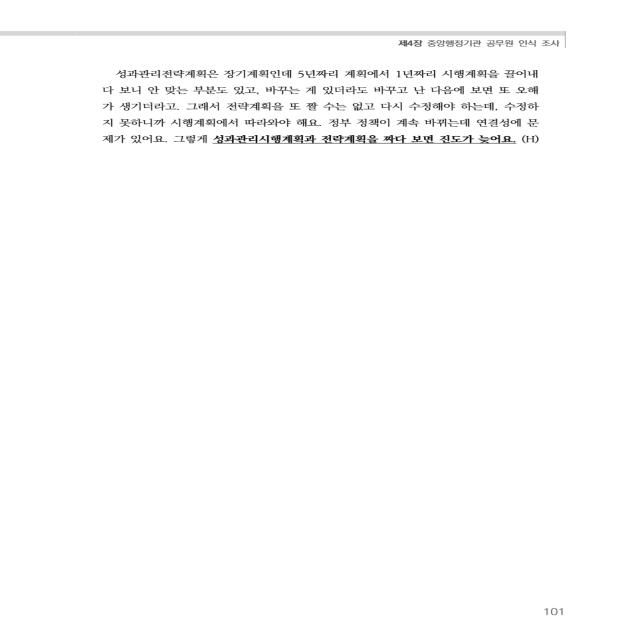 제4장 중앙행정기관 공무원 인식 조사
성과관리전략계획은 장기계획인데 5년짜리 계획에서 1년짜리 시행계획을 끌어내
다 보니 안 맞는 부분도 있고, 바꾸는 게 있더라도 바꾸고 난 다음에 보면 또 오해
가 생기더라고. 그래서 전략계획을 또 짤 수는 없고 다시 수정해야 하는데, 수정하
지 못하니까 시행계획에서 따라와야 해요. 정부 정책이 계속 바뀌는데 연결성에 문
제가 있어요. 그렇게 성과관리시행계획과 전략계획을 짜다 보면 진도가 늦어요. (H)
101